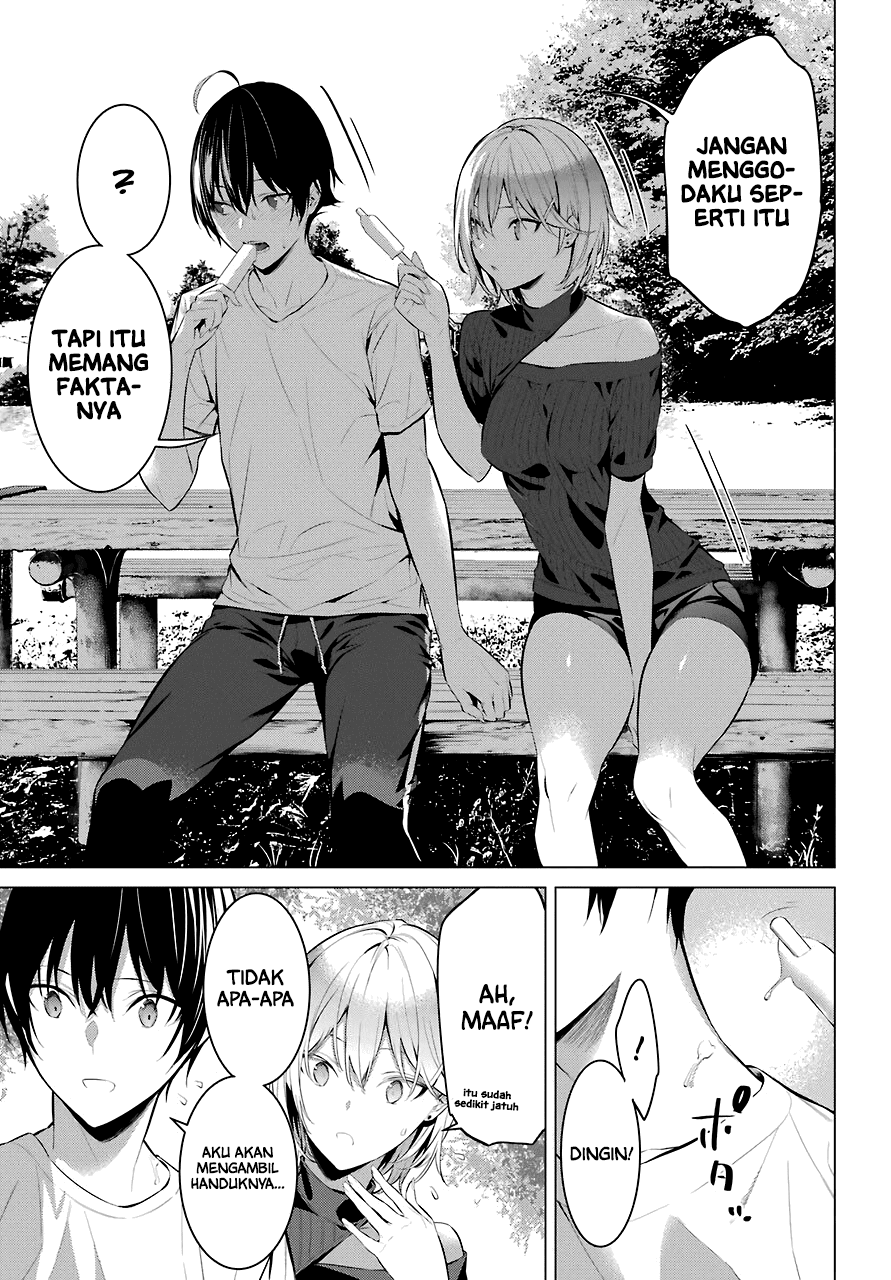 JANGAN
MENGGO-
DAKU SEP-
ERTI ITU
?
TAPI ITU
MEMANG
FAKTA-
NYA
!
DINGIN!
ポタッ
AH,
MAAF!
itu sudah
sedikit jatuh
TIDAK
APA-APA
AKU AKAN
MENGAMBIL
HANDUKNYA...